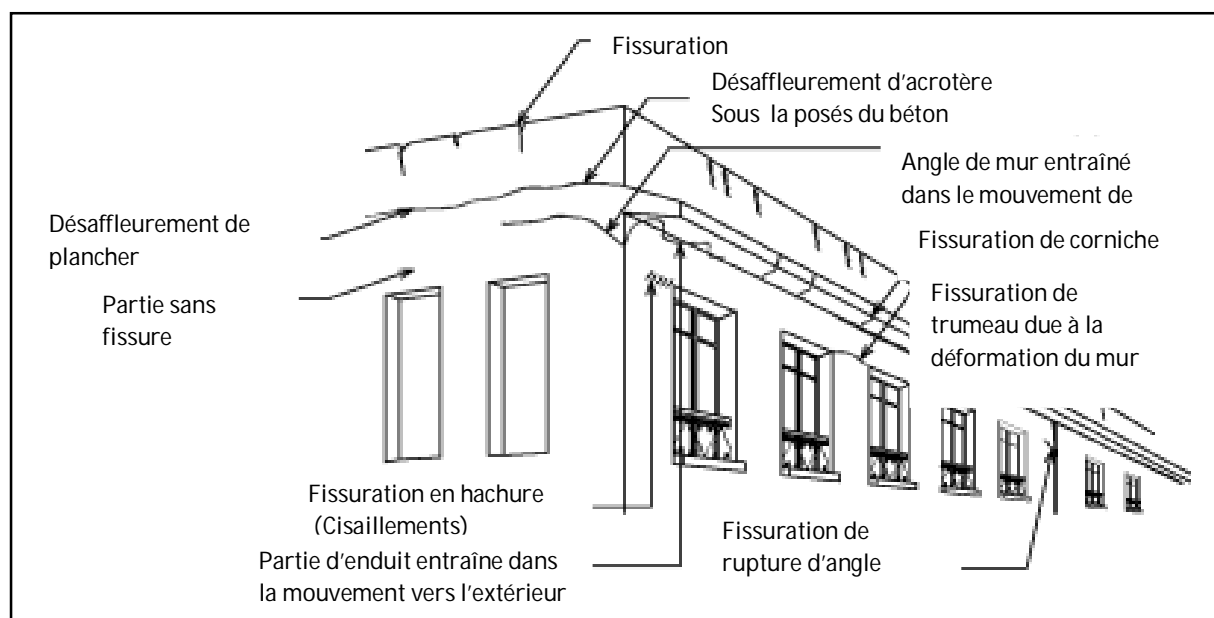 Fissuration
Désaffleurement d'acrotère
Sous la posés du béton
Angle de mur entraîné
dans le mouvement de
Désaffleurement de
plancher
Fissuration de corniche
Partie sans
fissure
Fissuration de
trumeau due à la
déformation du mur
Fissuration en hachure
(Cisaillements)
Partie d'enduit entraîne dans
la mouvement vers l'extérieur
Fissuration de
rupture d'angle